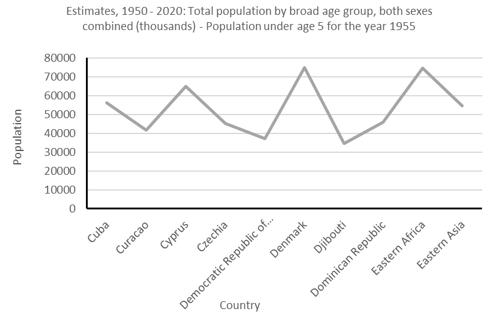 Estimates, 1950 - 2020: Total population by broad age group, both sexes
combined (thousands) - Population under age 5 for the year 1955
80000
70000
60000
50000
40000
30000
20000
10000
0
Population
Cuba
Curacao
Cyprus
Czechia
Democratic Republic of...
Denmark
Djibouti
Dominican Republic
Eastern Africa
Eastern Asia
Country